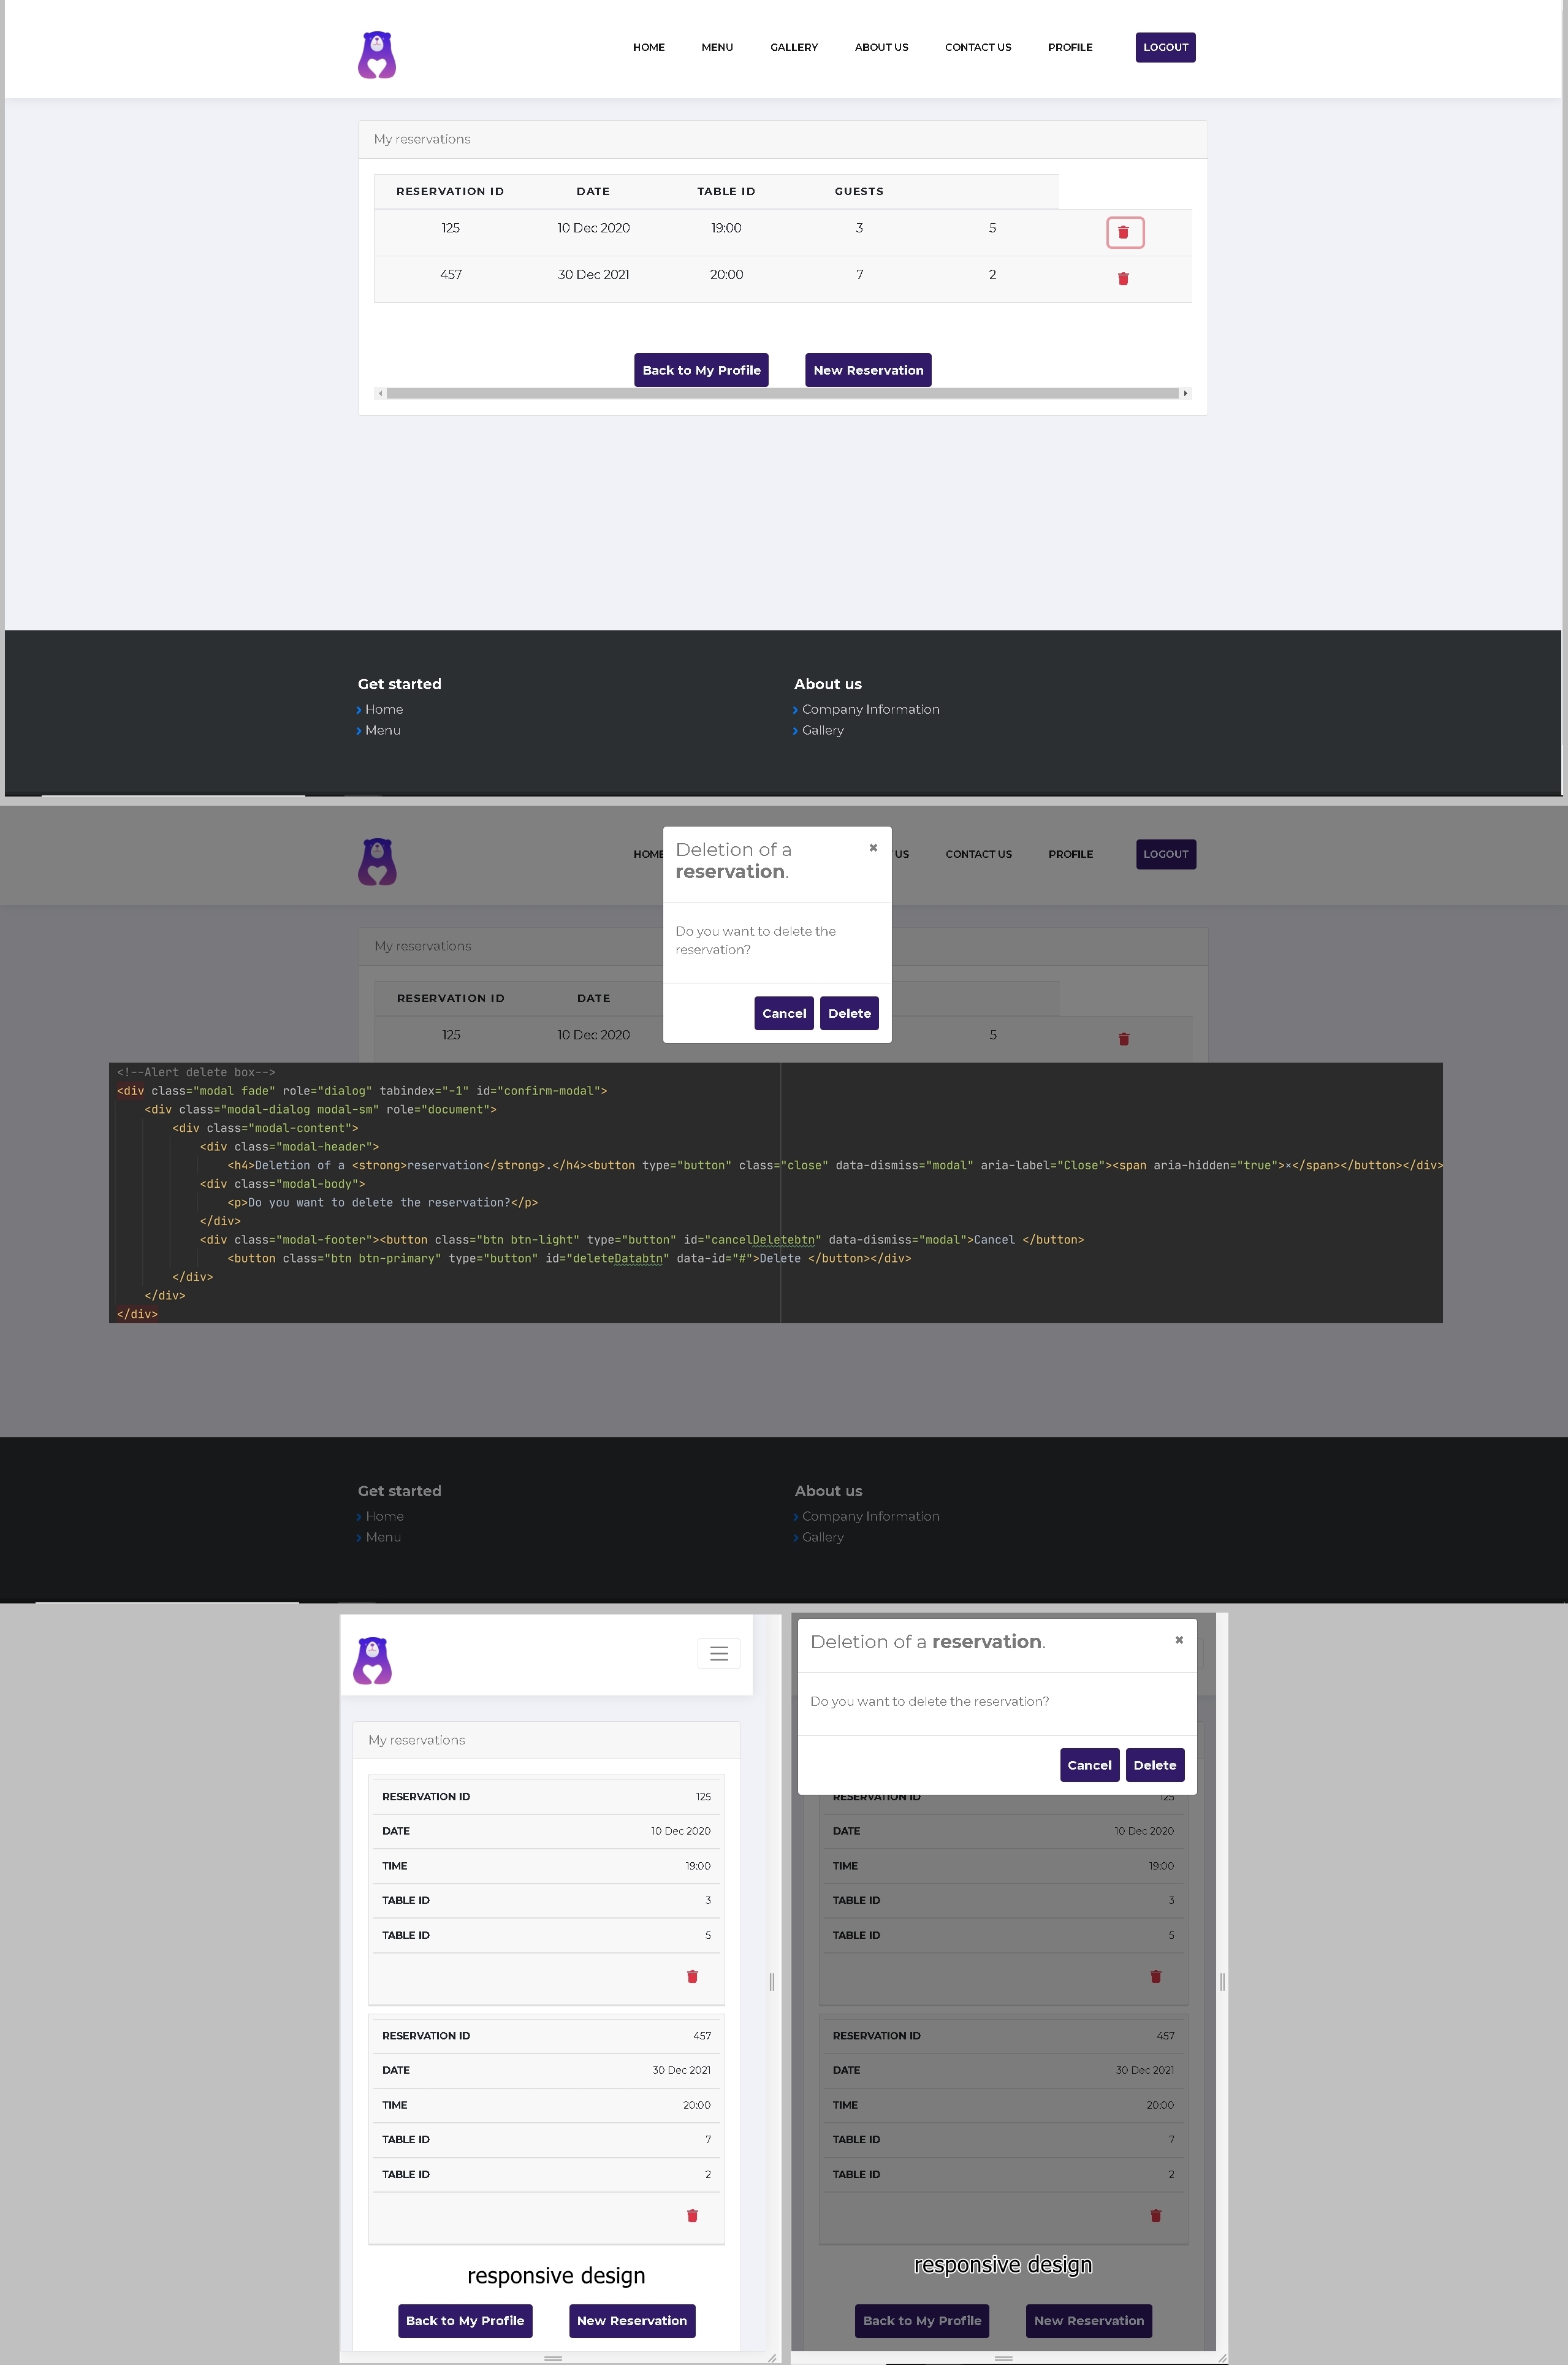 HOME MENU GALLERY ABOUT US CONTACT US PROFILE LOGOUT
My reservations
RESERVATION ID DATE TABLE ID GUESTS
125 10 Dec 2020 19:00 3 5
457 30 Dec 2021 20:00 7 2
Back to My Profile New Reservation
Get started About us
Home Company Information
Menu Gallery
HOME US CONTACT US PROFILE LOGOUT
Deletion of a
reservation.
×
Do you want to delete the
reservation?
Cancel Delete
My reservations
RESERVATION ID DATE
125 10 Dec 2020 5
<!--Alert delete box-->
<div class="modal fade" role="dialog" tabindex="-1" id="confirm-modal">
<div class="modal-dialog modal-sm" role="document">
<div class="modal-content">
<div class="modal-header">
<h4>Deletion of a <strong>reservation</strong>.</h4><button type="button" class="close" data-dismiss="modal" aria-label="Close"><span aria-hidden="true">×</span></button></div>
<div class="modal-body">
<p>Do you want to delete the reservation?</p>
</div>
<div class="modal-footer"><button class="btn btn-light" type="button" id="cancelDeletebtn" data-dismiss="modal">Cancel </button>
<button class="btn btn-primary" type="button" id="deleteDatabtn" data-id="#">Delete </button></div>
</div>
</div>
</div>
Get started About us
Home Company Information
Menu Gallery
My reservations
RESERVATION ID 125
DATE 10 Dec 2020
TIME 19:00
TABLE ID 3
TABLE ID 5
RESERVATION ID 457
DATE 30 Dec 2021
TIME 20:00
TABLE ID 7
TABLE ID 2
responsive design
Back to My Profile New Reservation
Deletion of a reservation. ×
Do you want to delete the reservation?
Cancel Delete
RESERVATION ID 125
DATE 10 Dec 2020
TIME 19:00
TABLE ID 3
TABLE ID 5
RESERVATION ID 457
DATE 30 Dec 2021
TIME 20:00
TABLE ID 7
TABLE ID 2
responsive design
Back to My Profile New Reservation